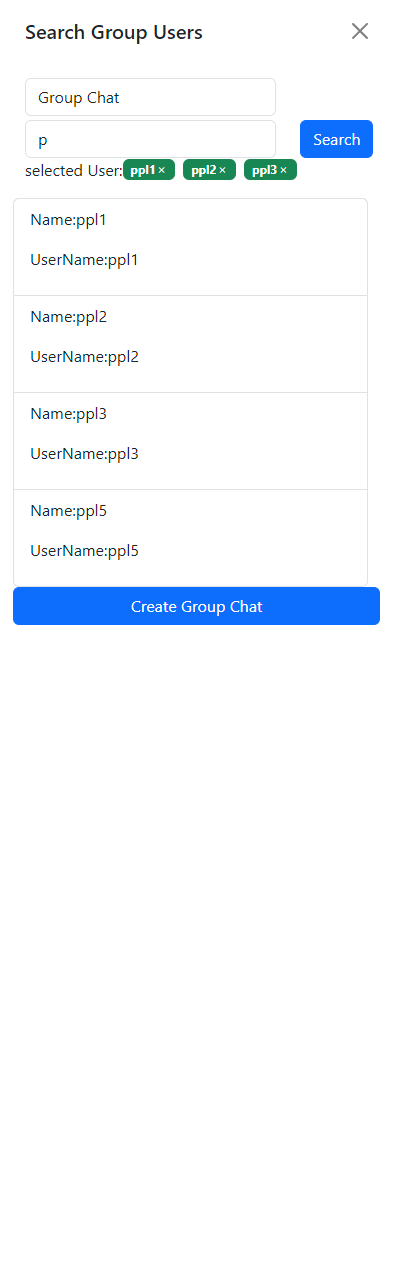 Search Group Users
Group Chat
p
Search
selected User:ppl1× ppl2× ppl3×
Name:ppl1
UserName:ppl1
Name:ppl2
UserName:ppl2
Name:ppl3
UserName:ppl3
Name:ppl5
UserName:ppl5
Create Group Chat